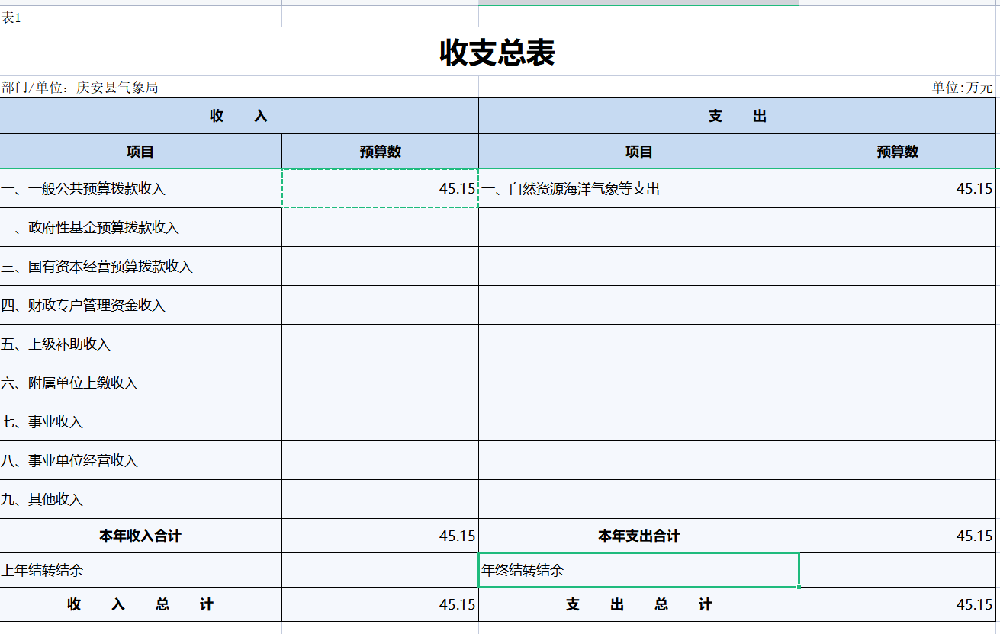 表1
收支总表
部门/单位：庆安县气象局 单位:万元
收 入 支 出
项目 预算数 项目 预算数
一、一般公共预算拨款收入 45.15 一、自然资源海洋气象等支出 45.15
二、政府性基金预算拨款收入
三、国有资本经营预算拨款收入
四、财政专户管理资金收入
五、上级补助收入
六、附属单位上缴收入
七、事业收入
八、事业单位经营收入
九、其他收入
本年收入合计 45.15 本年支出合计 45.15
上年结转结余 年终结转结余
收 入 总 计 45.15 支 出 总 计 45.15